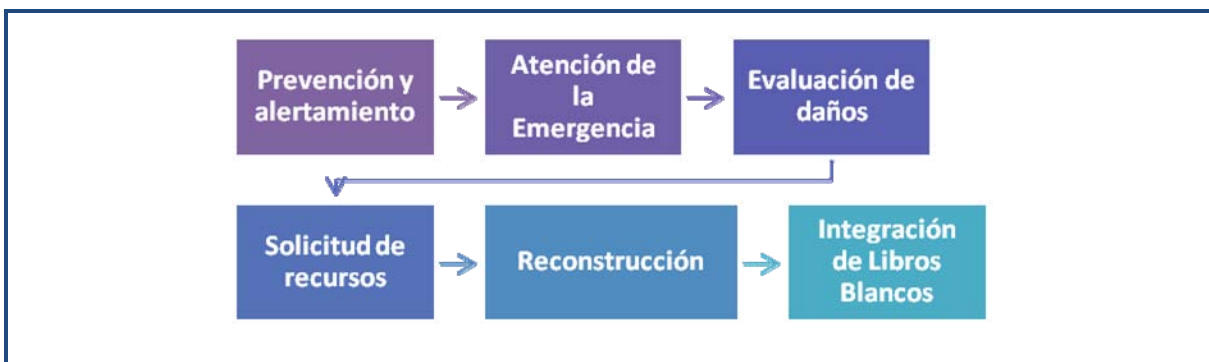 Prevención y
alertamiento
Atención de
la
Emergencia
Evaluación de
daños
Solicitud de
recursos
Reconstrucción
Integración
de Libros
Blancos